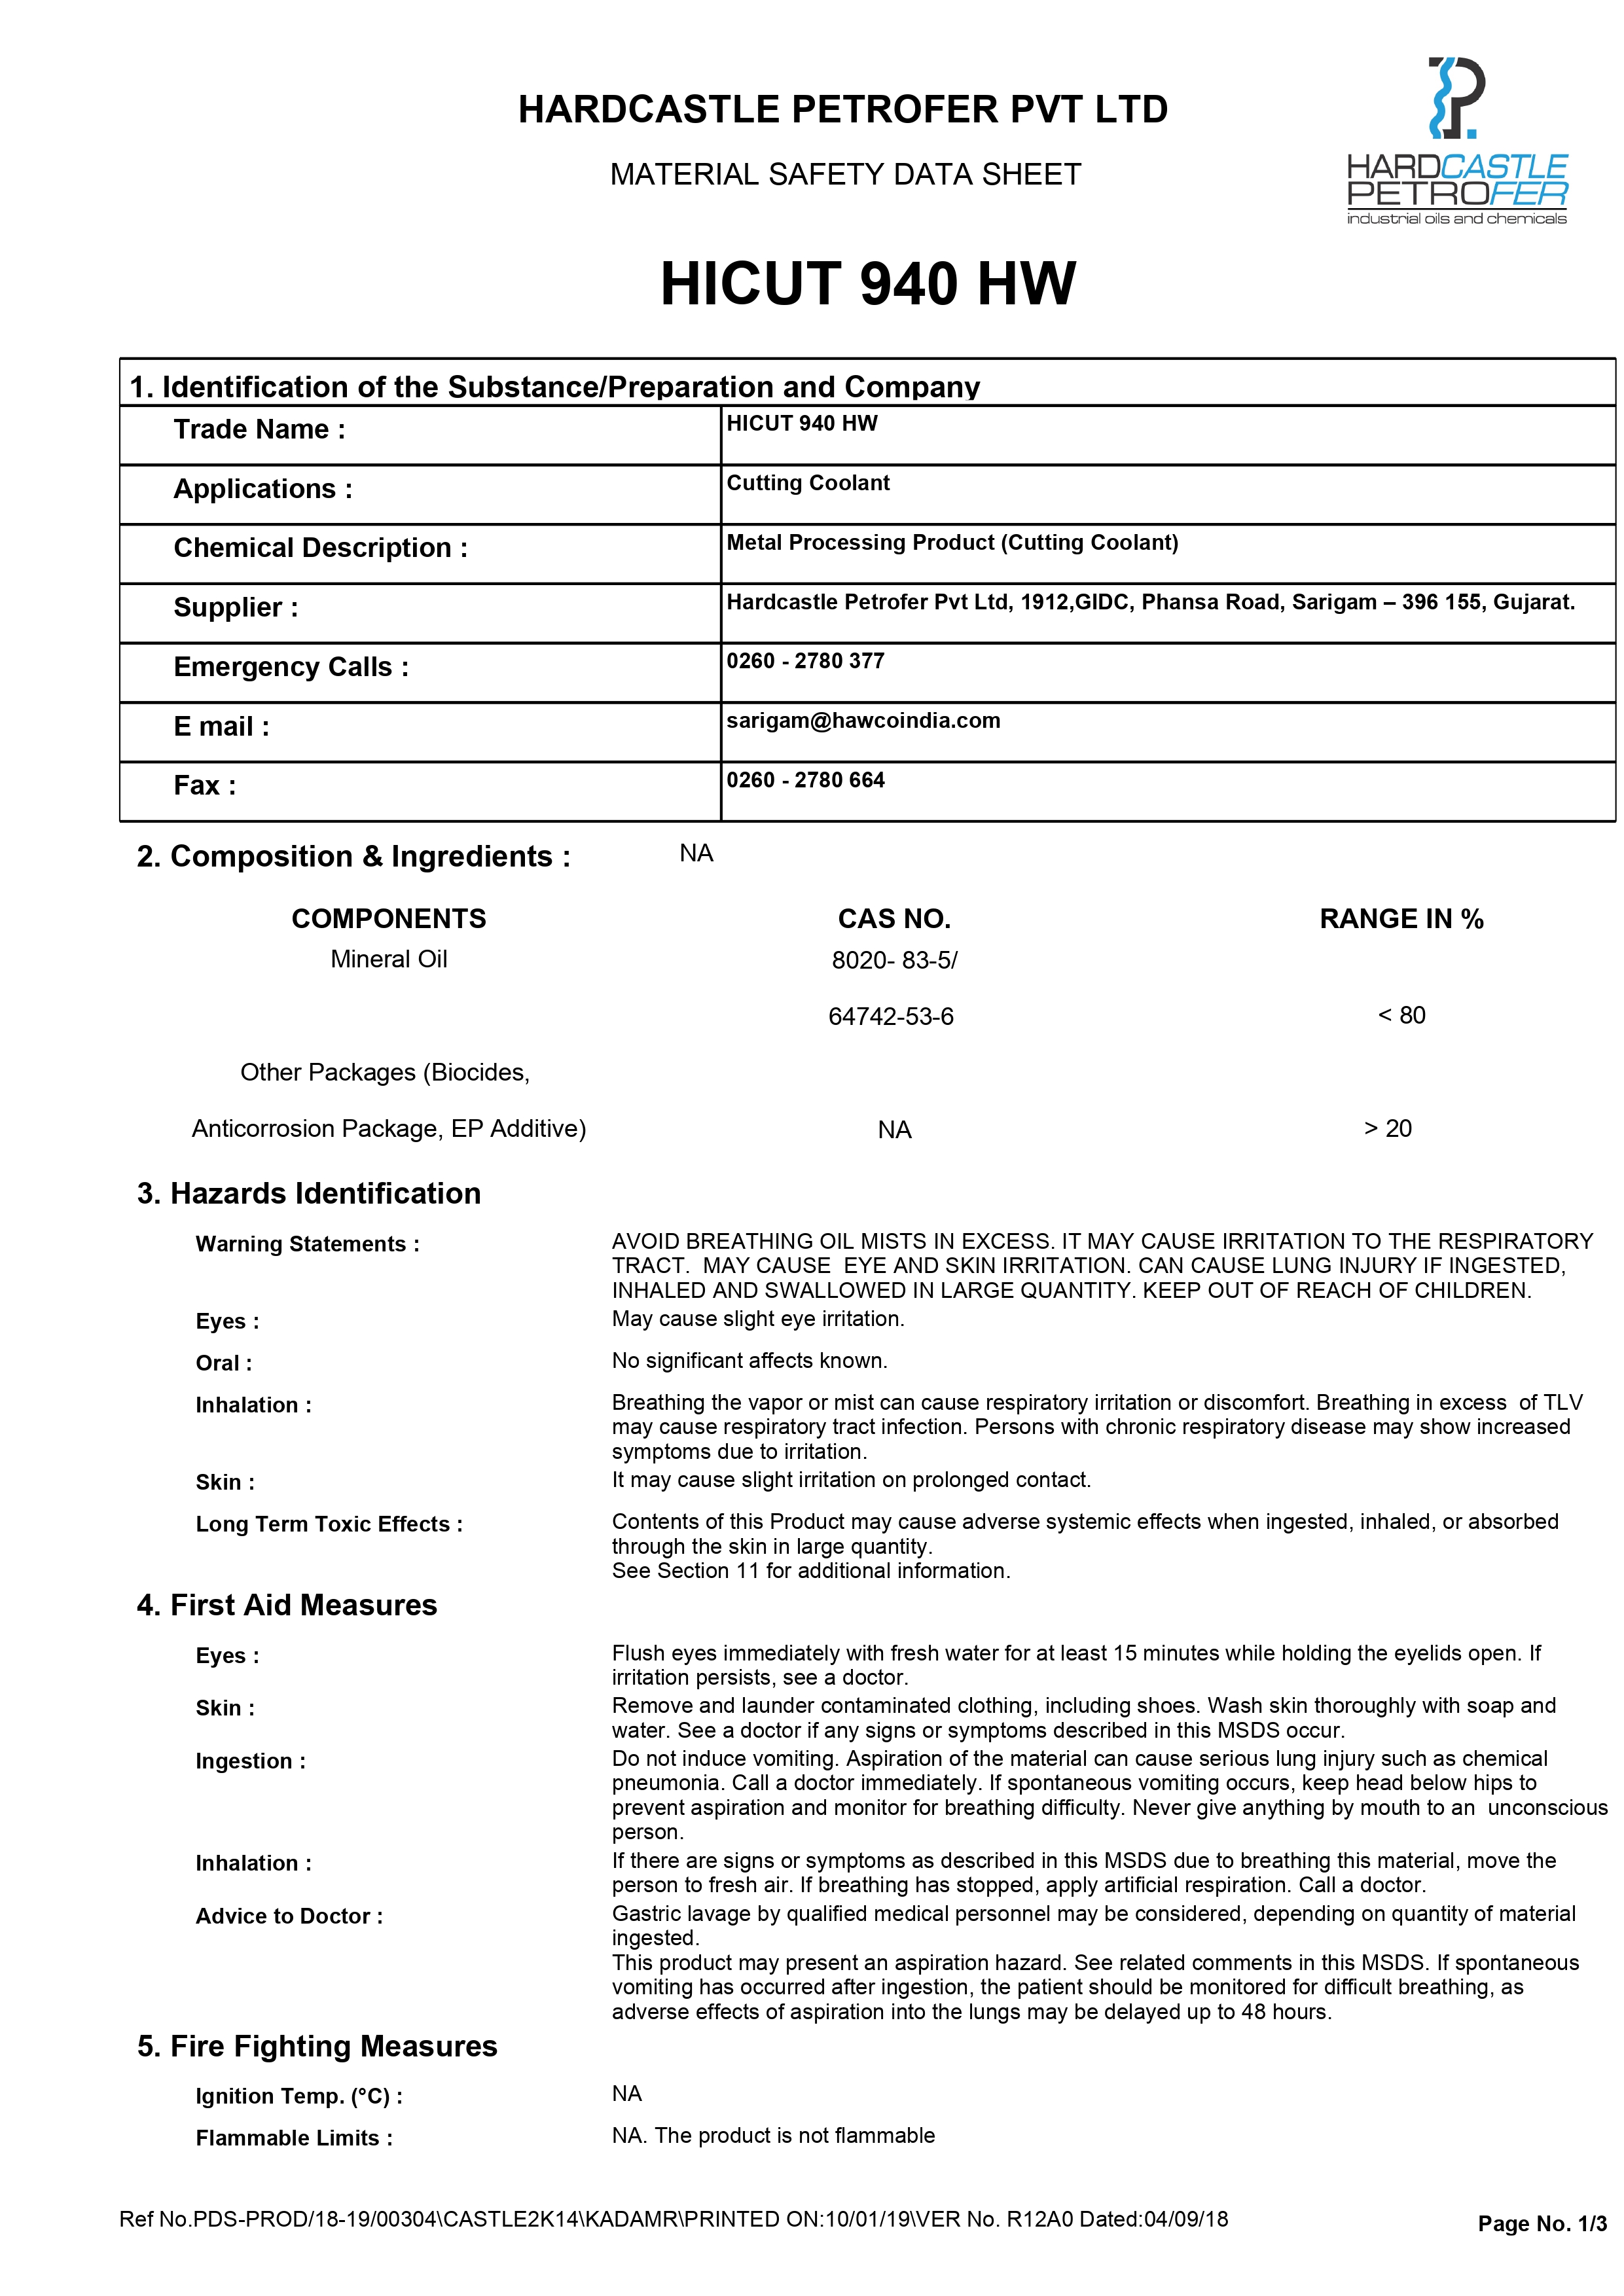 HARDCASTLE PETROFER PVT LTD
MATERIAL SAFETY DATA SHEET
HARDCASTLE
PETROFER
industrial oils and chemicals
HICUT 940 HW
1. Identification of the Substance/Preparation and Company
Trade Name : HICUT 940 HW
Applications : Cutting Coolant
Chemical Description : Metal Processing Product (Cutting Coolant)
Supplier : Hardcastle Petrofer Pvt Ltd, 1912,GIDC, Phansa Road, Sarigam – 396 155, Gujarat.
Emergency Calls : 0260 - 2780 377
E mail : sarigam@hawcoindia.com
Fax : 0260 - 2780 664
2. Composition & Ingredients : NA
COMPONENTS CAS NO. RANGE IN %
Mineral Oil 8020- 83-5/
64742-53-6 < 80
Other Packages (Biocides,
Anticorrosion Package, EP Additive) NA > 20
3. Hazards Identification
Warning Statements : AVOID BREATHING OIL MISTS IN EXCESS. IT MAY CAUSE IRRITATION TO THE RESPIRATORY
TRACT.  MAY CAUSE  EYE AND SKIN IRRITATION. CAN CAUSE LUNG INJURY IF INGESTED,
INHALED AND SWALLOWED IN LARGE QUANTITY. KEEP OUT OF REACH OF CHILDREN.
Eyes : May cause slight eye irritation.
Oral : No significant affects known.
Inhalation : Breathing the vapor or mist can cause respiratory irritation or discomfort. Breathing in excess  of TLV
may cause respiratory tract infection. Persons with chronic respiratory disease may show increased
symptoms due to irritation.
Skin : It may cause slight irritation on prolonged contact.
Long Term Toxic Effects : Contents of this Product may cause adverse systemic effects when ingested, inhaled, or absorbed
through the skin in large quantity.
See Section 11 for additional information.
4. First Aid Measures
Eyes : Flush eyes immediately with fresh water for at least 15 minutes while holding the eyelids open. If
irritation persists, see a doctor.
Skin : Remove and launder contaminated clothing, including shoes. Wash skin thoroughly with soap and
water. See a doctor if any signs or symptoms described in this MSDS occur.
Ingestion : Do not induce vomiting. Aspiration of the material can cause serious lung injury such as chemical
pneumonia. Call a doctor immediately. If spontaneous vomiting occurs, keep head below hips to
prevent aspiration and monitor for breathing difficulty. Never give anything by mouth to an  unconscious
person.
Inhalation : If there are signs or symptoms as described in this MSDS due to breathing this material, move the
person to fresh air. If breathing has stopped, apply artificial respiration. Call a doctor.
Advice to Doctor : Gastric lavage by qualified medical personnel may be considered, depending on quantity of material
ingested.
This product may present an aspiration hazard. See related comments in this MSDS. If spontaneous
vomiting has occurred after ingestion, the patient should be monitored for difficult breathing, as
adverse effects of aspiration into the lungs may be delayed up to 48 hours.
5. Fire Fighting Measures
Ignition Temp. (°C) : NA
Flammable Limits : NA. The product is not flammable
Ref No.PDS-PROD/18-19/00304\CASTLE2K14\KADAMR\PRINTED ON:10/01/19\VER No. R12A0 Dated:04/09/18
Page No. 1/3